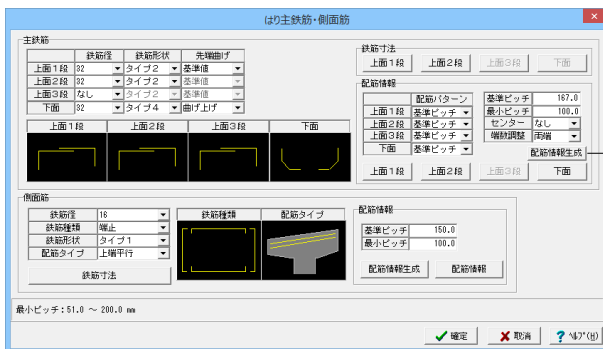 はり主鉄筋・側面筋
主鉄筋
鉄筋径 鉄筋形状 先端曲げ
上面1段 32 タイプ2 基準値
上面2段 32 タイプ2 基準値
上面3段 なし タイプ2 基準値
下面 32 タイプ4 曲げ上げ
上面1段 上面2段 上面3段 下面
鉄筋寸法
上面1段 上面2段 上面3段 下面
配筋情報
配筋パターン
上面1段 基準ピッチ
上面2段 基準ピッチ
上面3段 基準ピッチ
下面 基準ピッチ
基準ピッチ 167.0
最小ピッチ 100.0
センター なし
端数調整 両端
配筋情報生成
上面1段 上面2段 上面3段 下面
側面筋
鉄筋径 16
鉄筋種類 端止
鉄筋形状 タイプ1
配筋タイプ 上端平行
鉄筋寸法
鉄筋種類 配筋タイプ
配筋情報
基準ピッチ 150.0
最小ピッチ 100.0
配筋情報生成 配筋情報
最小ピッチ：51.0 ～ 200.0 mm
確定 取消 ヘルプ(H)